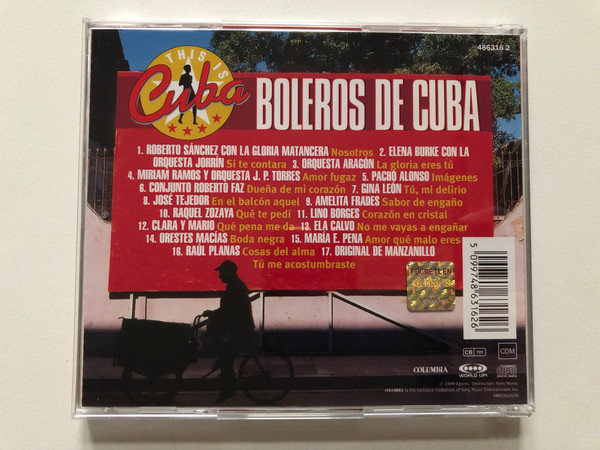 486316 2
THIS IS
Cuba
BOLEROS DE CUBA
1. ROBERTO SÁNCHEZ CON LA GLORIA MATANCERA Nosotros 2. ELENA BURKE CON LA
ORQUESTA JORRÍN Si te contara 3. ORQUESTA ARAGÓN La gloria eres tú
4. MIRIAM RAMOS Y ORQUESTA J. P. TORRES Amor fugaz 5. PACHO ALONSO Imágenes
6. CONJUNTO ROBERTO FAZ Dueña de mi corazón 7. GINA LEÓN Tú, mi delirio
8. JOSÉ TEJEDOR En el balcón aquel 9. AMELITA FRADES Sabor de engaño
10. RAQUEL ZOZAYA Qué te pedí 11. LINO BORGES Corazón en cristal
12. CLARA Y MARIO Qué pena me da 13. ELA CALVO No me vayas a engañar
14. ORESTES MACÍAS Boda negra 15. MARÍA E. PENA Amor qué malo eres
16. RAÚL PLANAS Cosas del alma 17. ORIGINAL DE MANZANILLO
Tú me acostumbraste
5 099748 631626
CB 791
CDM
COLUMBIA
WORLD UP!